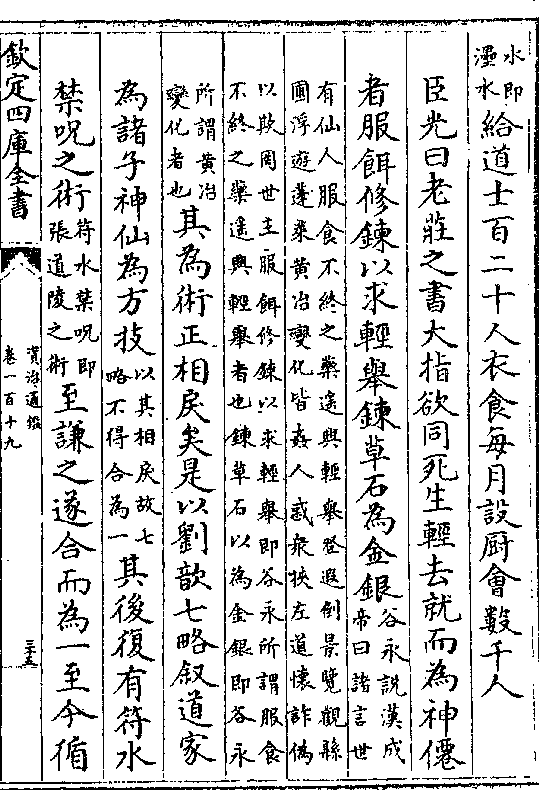 水即
水
給道士百二十人衣食每月設厨會數千人
臣光曰老莊之書大指欲同死生輕去就而為神僊
者服餌修鍊以求輕舉鍊草石為金銀
谷永説漢成
帝曰諸言世
有仙人服食不終之藥遙與輕舉登遐倒景覽觀縣
圃浮遊蓬萊黄冶變化皆姦人惑衆挾左道懷詐偽
以欺罔世主服餌修鍊以求輕舉即谷永所謂服食
不終之藥遙興輕舉者也鍊草石以為金銀即谷永
所謂黄冶
變化者也
其為術正相戾矣是以劉歆七略叙道家
為諸子神仙為方技
以其相戾故七
略不得合為一
其後復有符水
禁呪之術
符水禁呪即
張道陵之術
至謙之遂合而為一至今循
欽定四庫全書
資治通鑑
卷一百十九
三十五